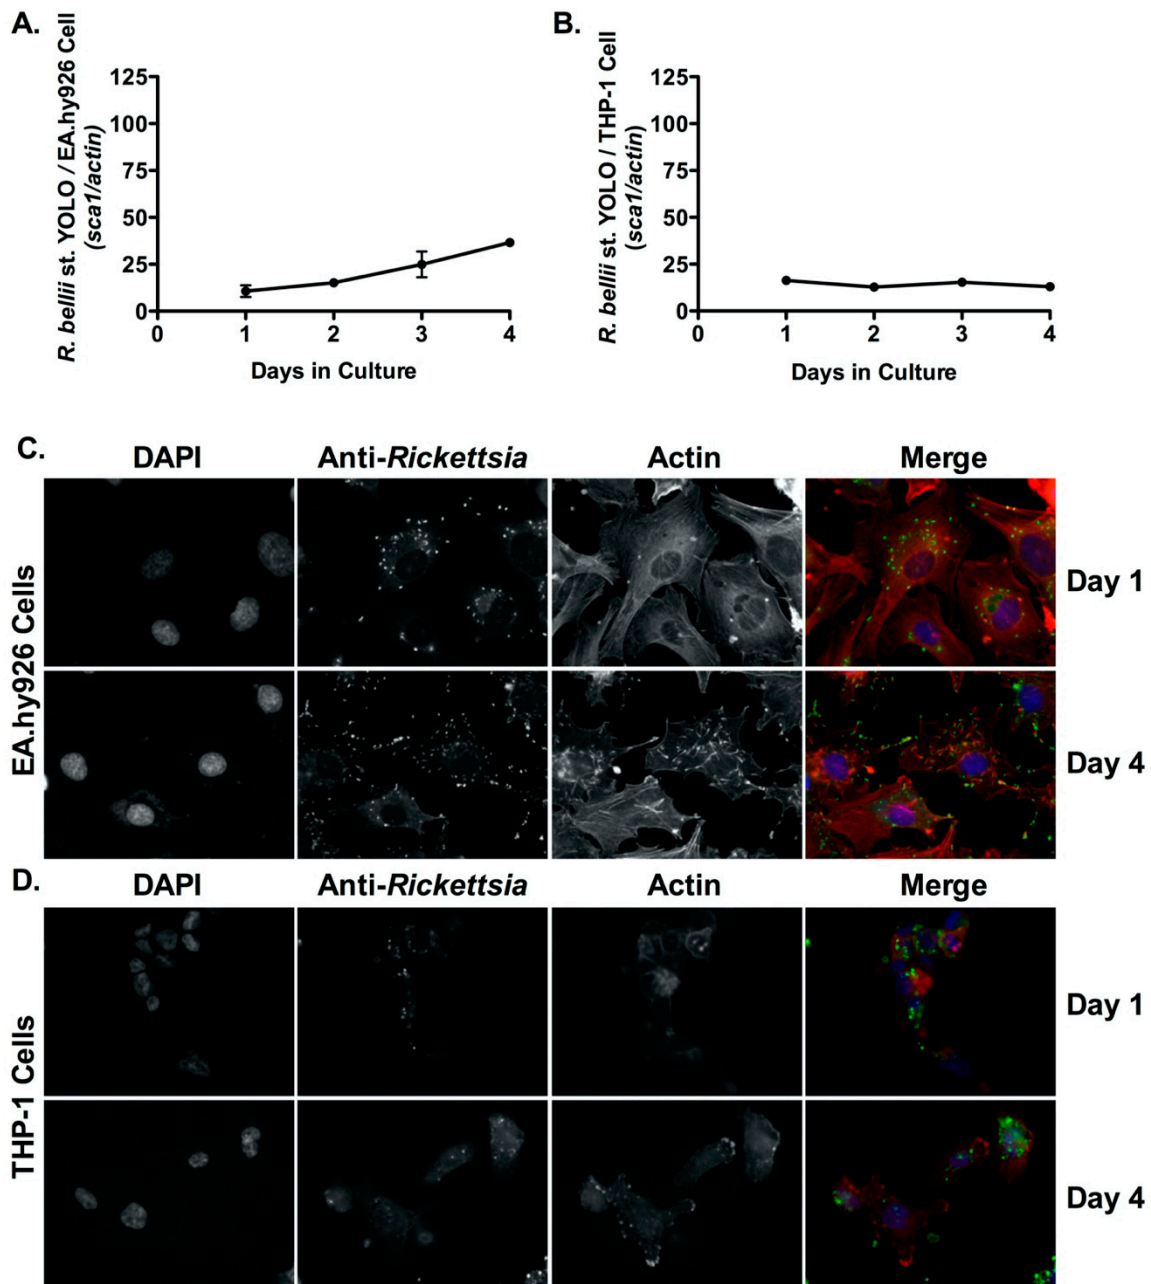 A.
R. bellii st. YOLO / EA.hy926 Cell
(sca1/actin)
125
100
75
50
25
0
0 1 2 3 4
Days in Culture
B.
R. bellii st. YOLO / THP-1 Cell
(sca1/actin)
125
100
75
50
25
0
0 1 2 3 4
Days in Culture
C.
DAPI Anti-Rickettsia Actin Merge
EA.hy926 Cells
Day 1
Day 4
D.
DAPI Anti-Rickettsia Actin Merge
THP-1 Cells
Day 1
Day 4